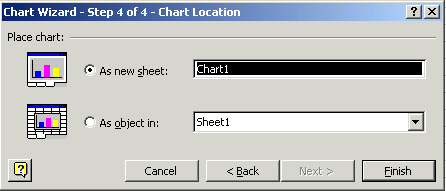 Chart Wizard - Step 4 of 4 - Chart Location
Place chart:
As new sheet: Chart1
As object in: Sheet1
? Cancel < Back Next > Finish